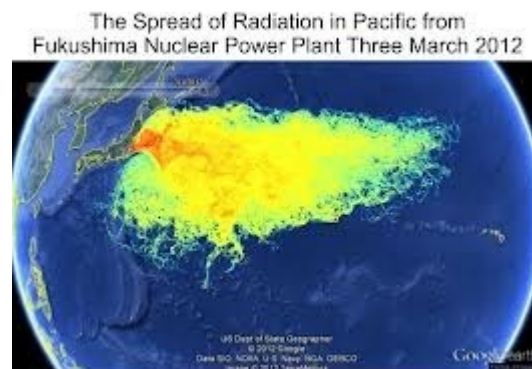 The Spread of Radiation in Pacific from
Fukushima Nuclear Power Plant Three March 2012
US Dept of State Geographer
© 2012 Google
Data SIO, NOAA, U.S. Navy, NGA, GEBCO
Google earth